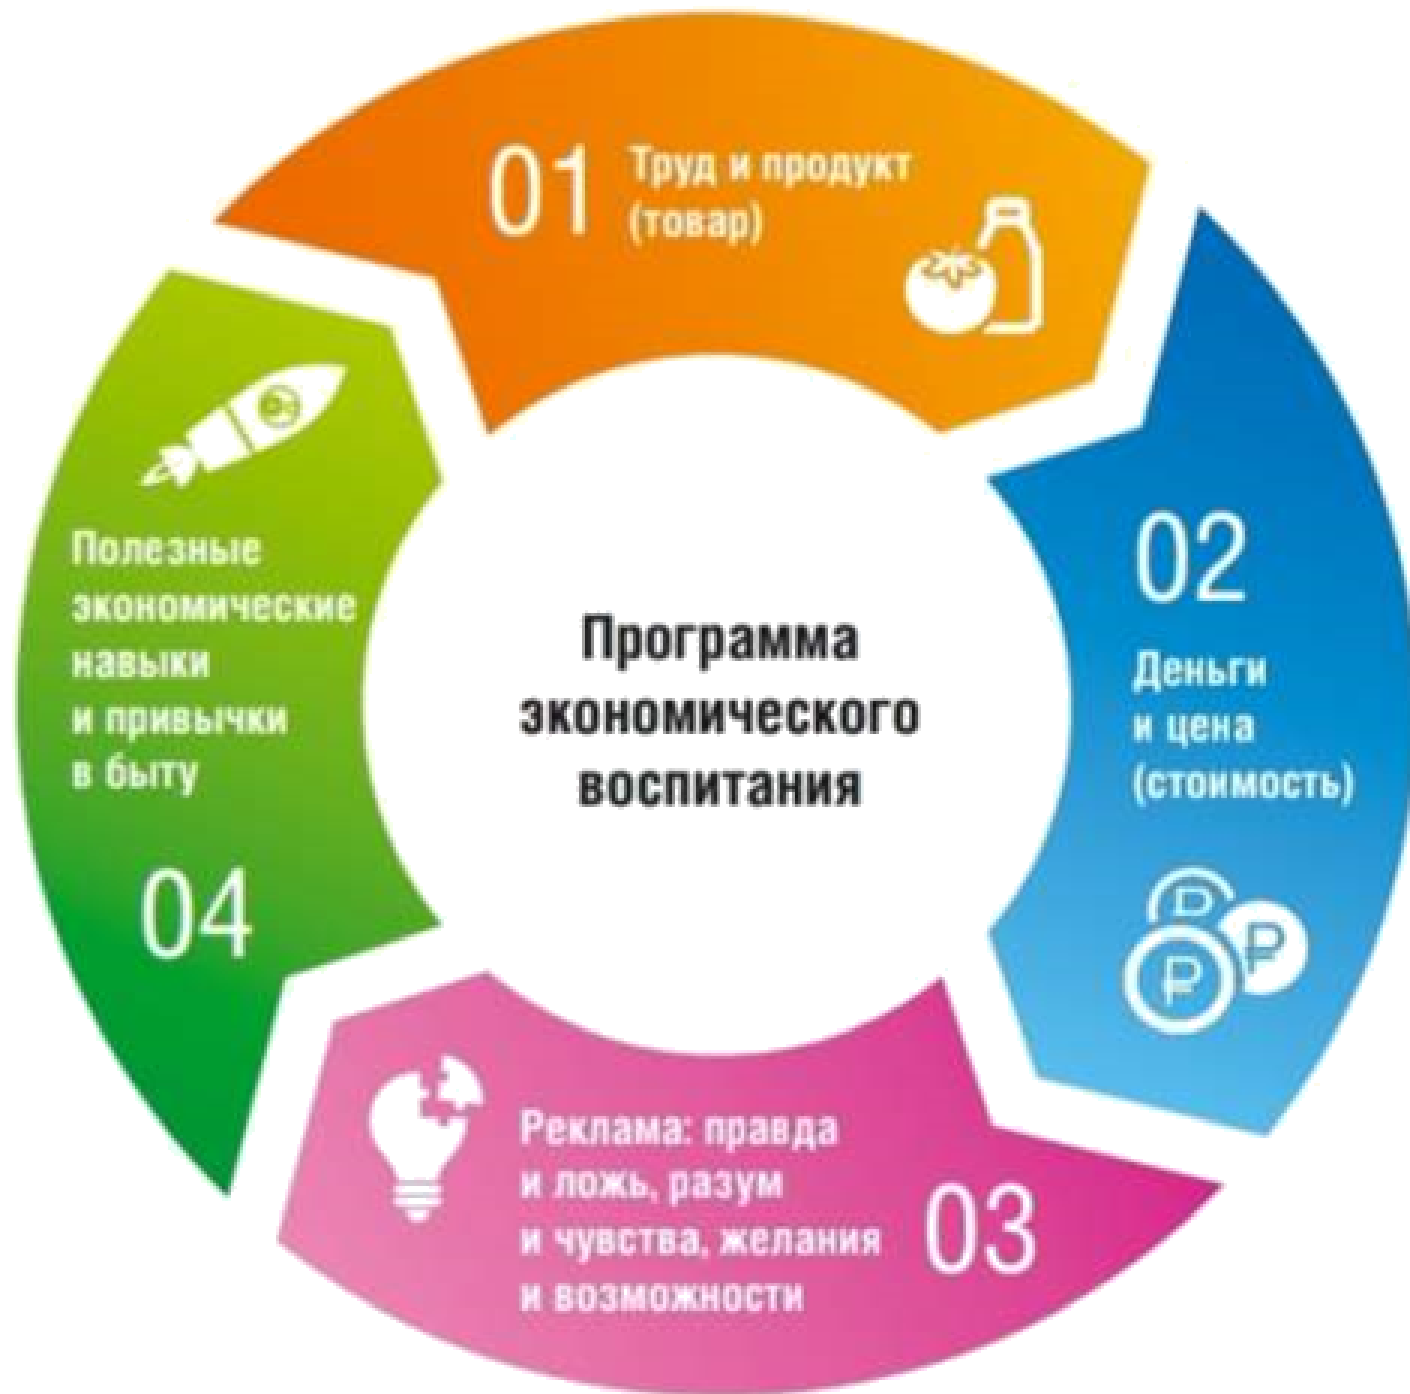 01
Труд и продукт
(товар)
02
Деньги
и цена
(стоимость)
₽
₽
₽
Реклама: правда
и ложь, разум
и чувства, желания
и возможности
03
Полезные
экономические
навыки
и привычки
в быту
04
Программа
экономического
воспитания